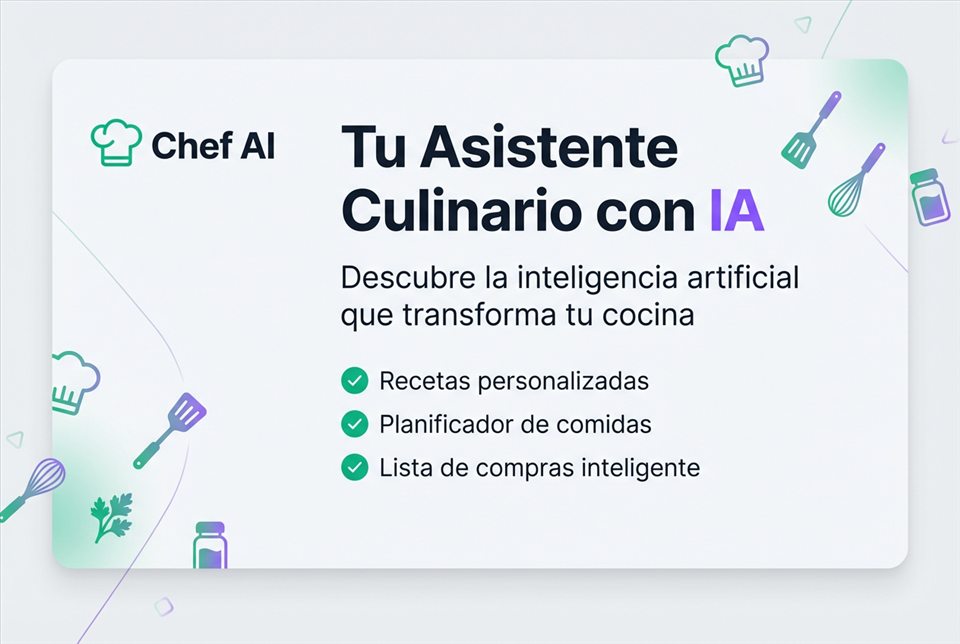 Chef AI
Tu Asistente
Culinario con IA
Descubre la inteligencia artificial
que transforma tu cocina
Recetas personalizadas
Planificador de comidas
Lista de compras inteligente